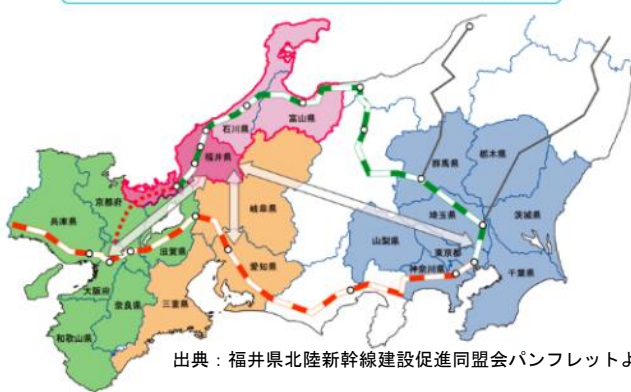 石川県
富山県
福井県
群馬県
栃木県
京都府
兵庫県
岐阜県
埼玉県
茨城県
滋賀県
山梨県
東京都
愛知県
神奈川県
千葉県
大阪府
奈良県
三重県
和歌山県
出典:福井県北陸新幹線建設促進同盟会パンフレットよ